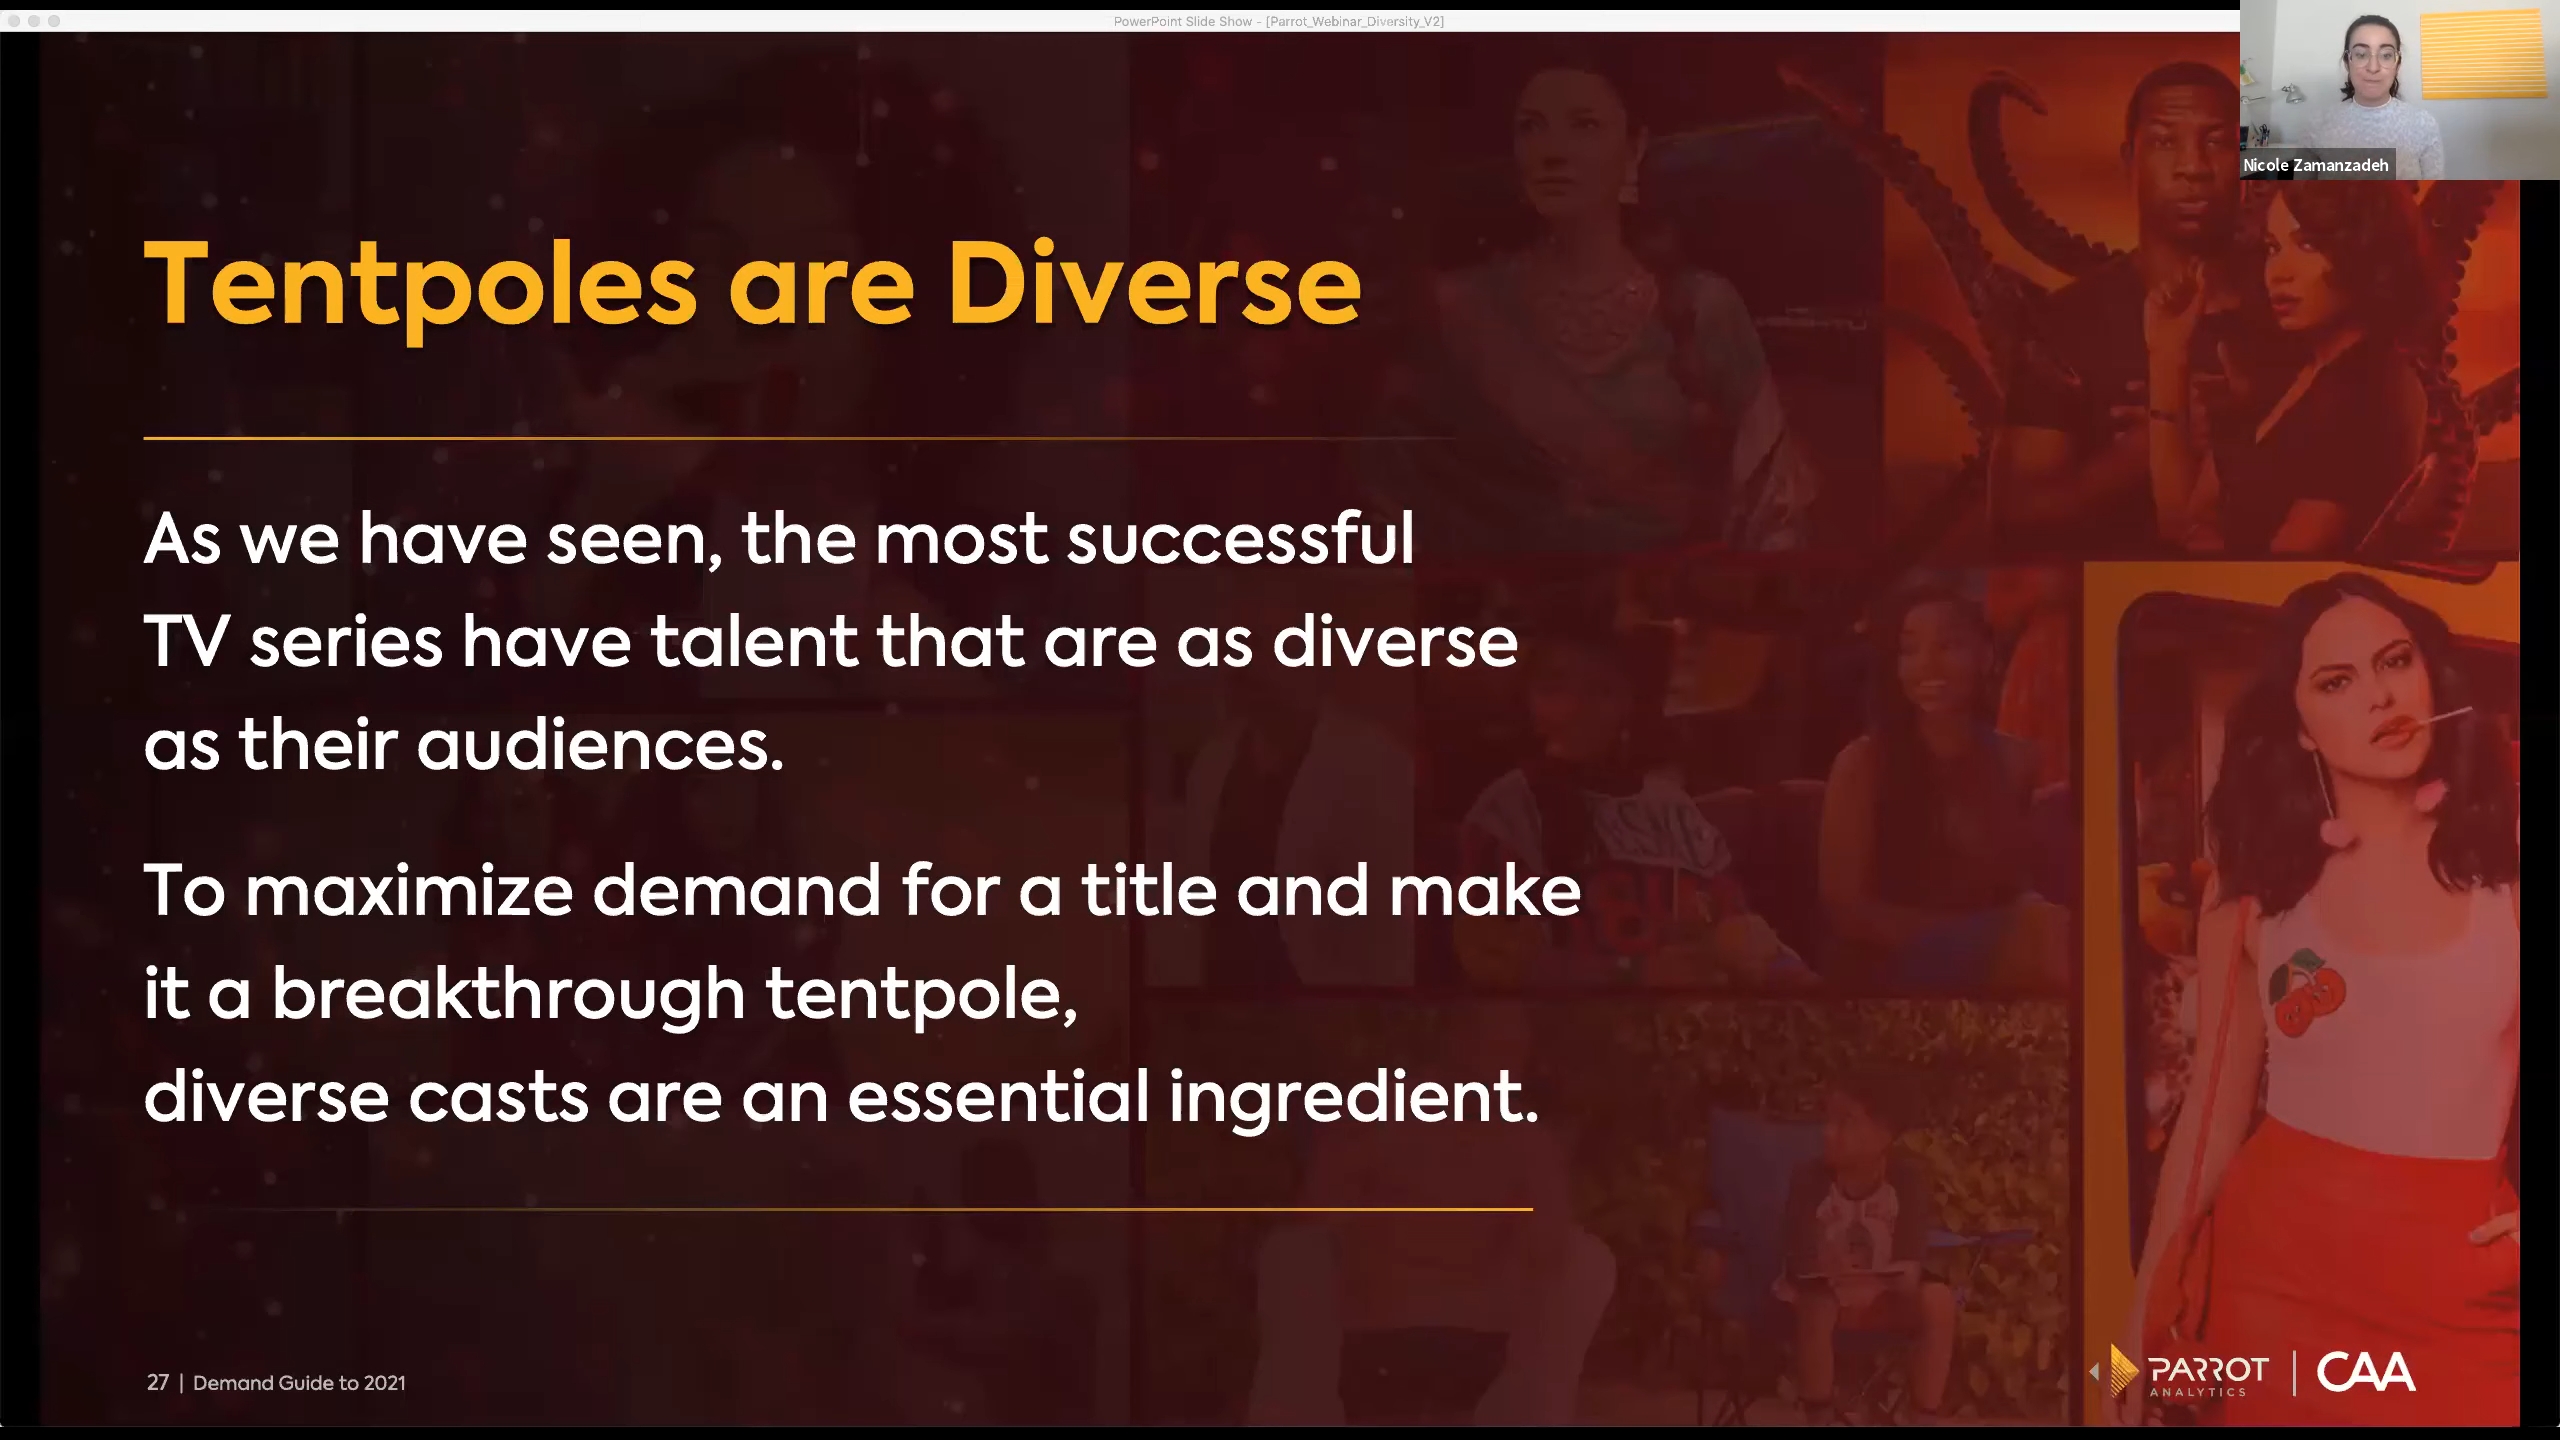 PowerPoint Slide Show - [Parrot_Webinar_Diversity_V2]
Nicole Zamanzadeh
Tentpoles are Diverse
As we have seen, the most successful
TV series have talent that are as diverse
as their audiences.
To maximize demand for a title and make
it a breakthrough tentpole,
diverse casts are an essential ingredient.
27 | Demand Guide to 2021
PARROT
ANALYTICS
CAA